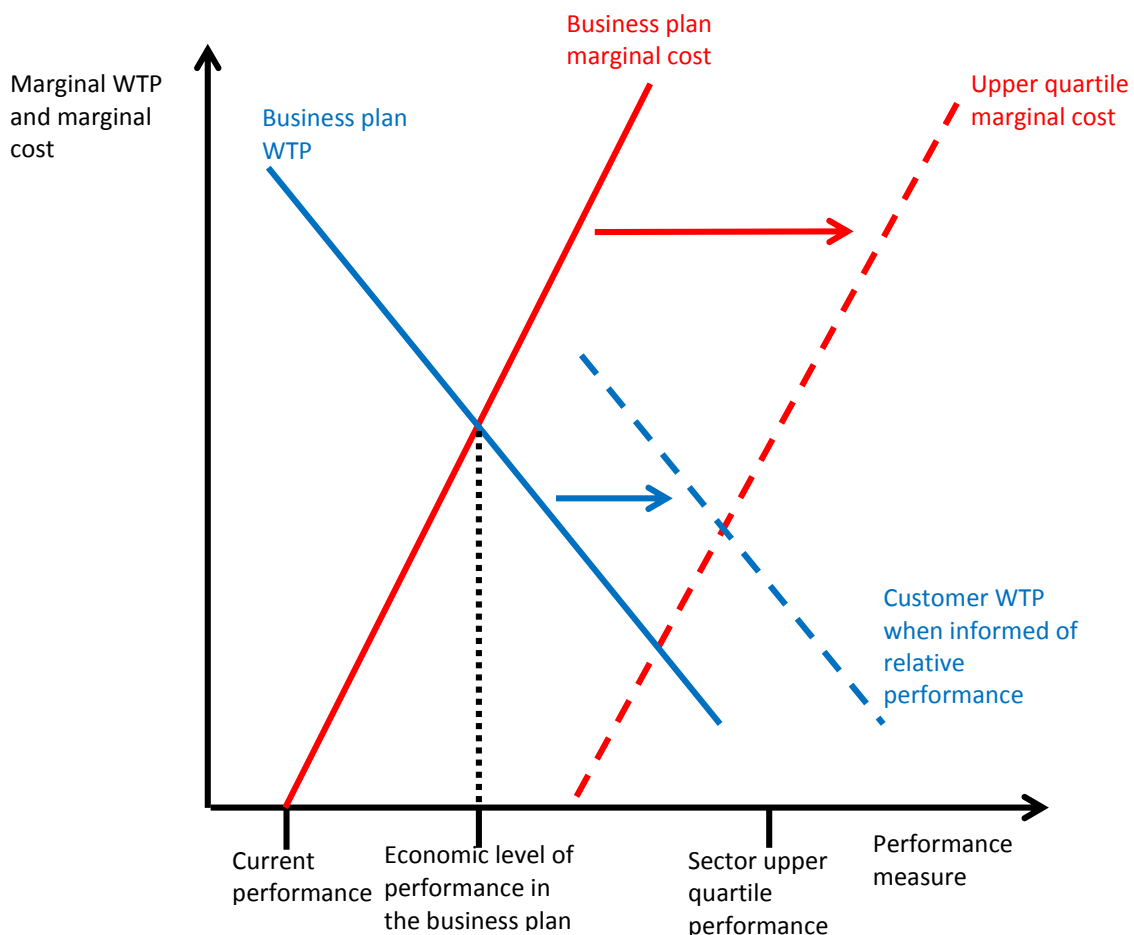 Marginal WTP
and marginal
cost
Business plan
WTP
Business plan
marginal cost
Upper quartile
marginal cost
Customer WTP
when informed of
relative
performance
Current
performance
Economic level of
performance in
the business plan
Sector upper
quartile
performance
Performance
measure